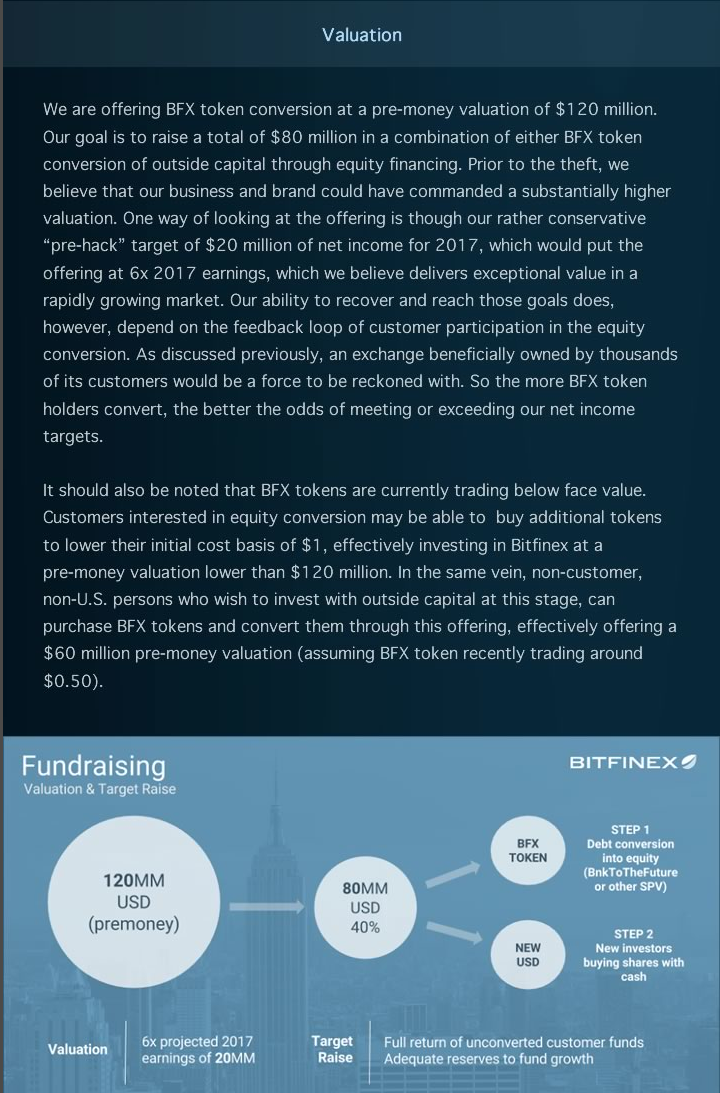 Valuation
We are offering BFX token conversion at a pre-money valuation of $120 million.
Our goal is to raise a total of $80 million in a combination of either BFX token
conversion of outside capital through equity financing. Prior to the theft, we
believe that our business and brand could have commanded a substantially higher
valuation. One way of looking at the offering is though our rather conservative
“pre-hack” target of $20 million of net income for 2017, which would put the
offering at 6x 2017 earnings, which we believe delivers exceptional value in a
rapidly growing market. Our ability to recover and reach those goals does,
however, depend on the feedback loop of customer participation in the equity
conversion. As discussed previously, an exchange beneficially owned by thousands
of its customers would be a force to be reckoned with. So the more BFX token
holders convert, the better the odds of meeting or exceeding our net income
targets.
It should also be noted that BFX tokens are currently trading below face value.
Customers interested in equity conversion may be able to  buy additional tokens
to lower their initial cost basis of $1, effectively investing in Bitfinex at a
pre-money valuation lower than $120 million. In the same vein, non-customer,
non-U.S. persons who wish to invest with outside capital at this stage, can
purchase BFX tokens and convert them through this offering, effectively offering a
$60 million pre-money valuation (assuming BFX token recently trading around
$0.50).
Fundraising
Valuation & Target Raise
BITFINEX
120MM
USD
(premoney)
80MM
USD
40%
BFX
TOKEN
STEP 1
Debt conversion
into equity
(BnkToTheFuture
or other SPV)
NEW
USD
STEP 2
New investors
buying shares with
cash
Valuation
6x projected 2017
earnings of 20MM
Target
Raise
Full return of unconverted customer funds
Adequate reserves to fund growth